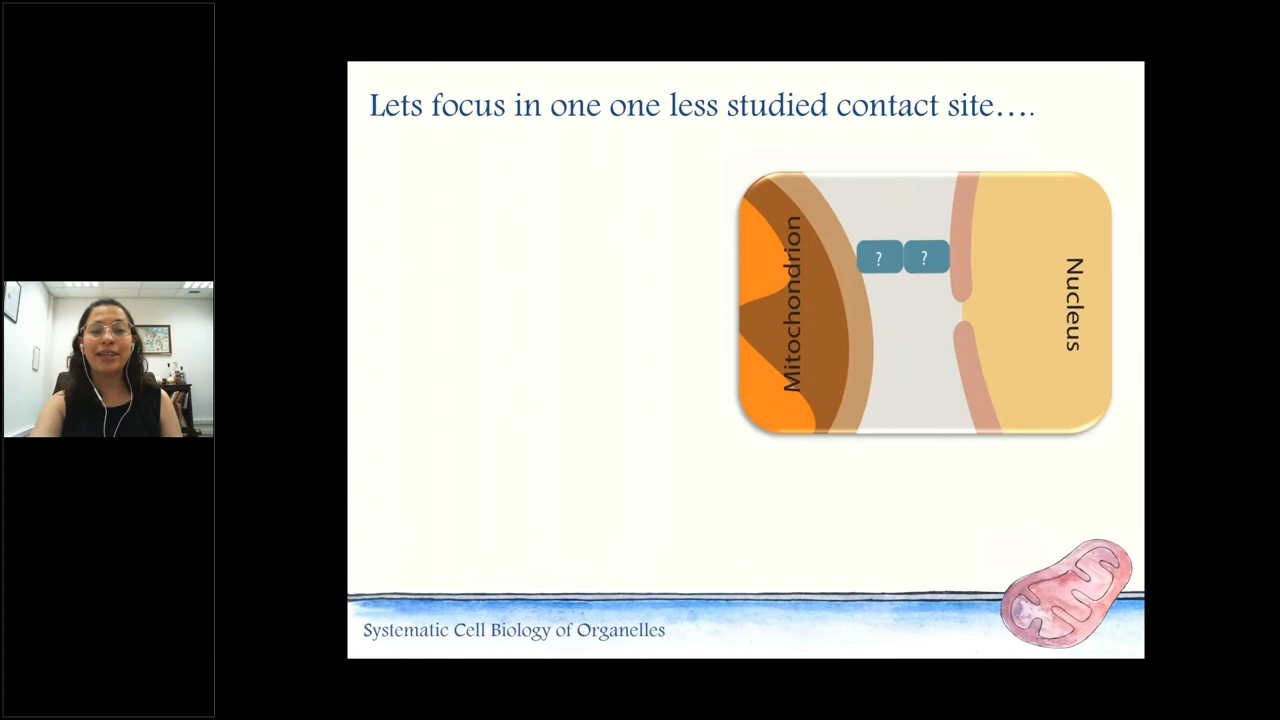 Lets focus in one one less studied contact site....
Mitochondrion
? ?
Nucleus
Systematic Cell Biology of Organelles